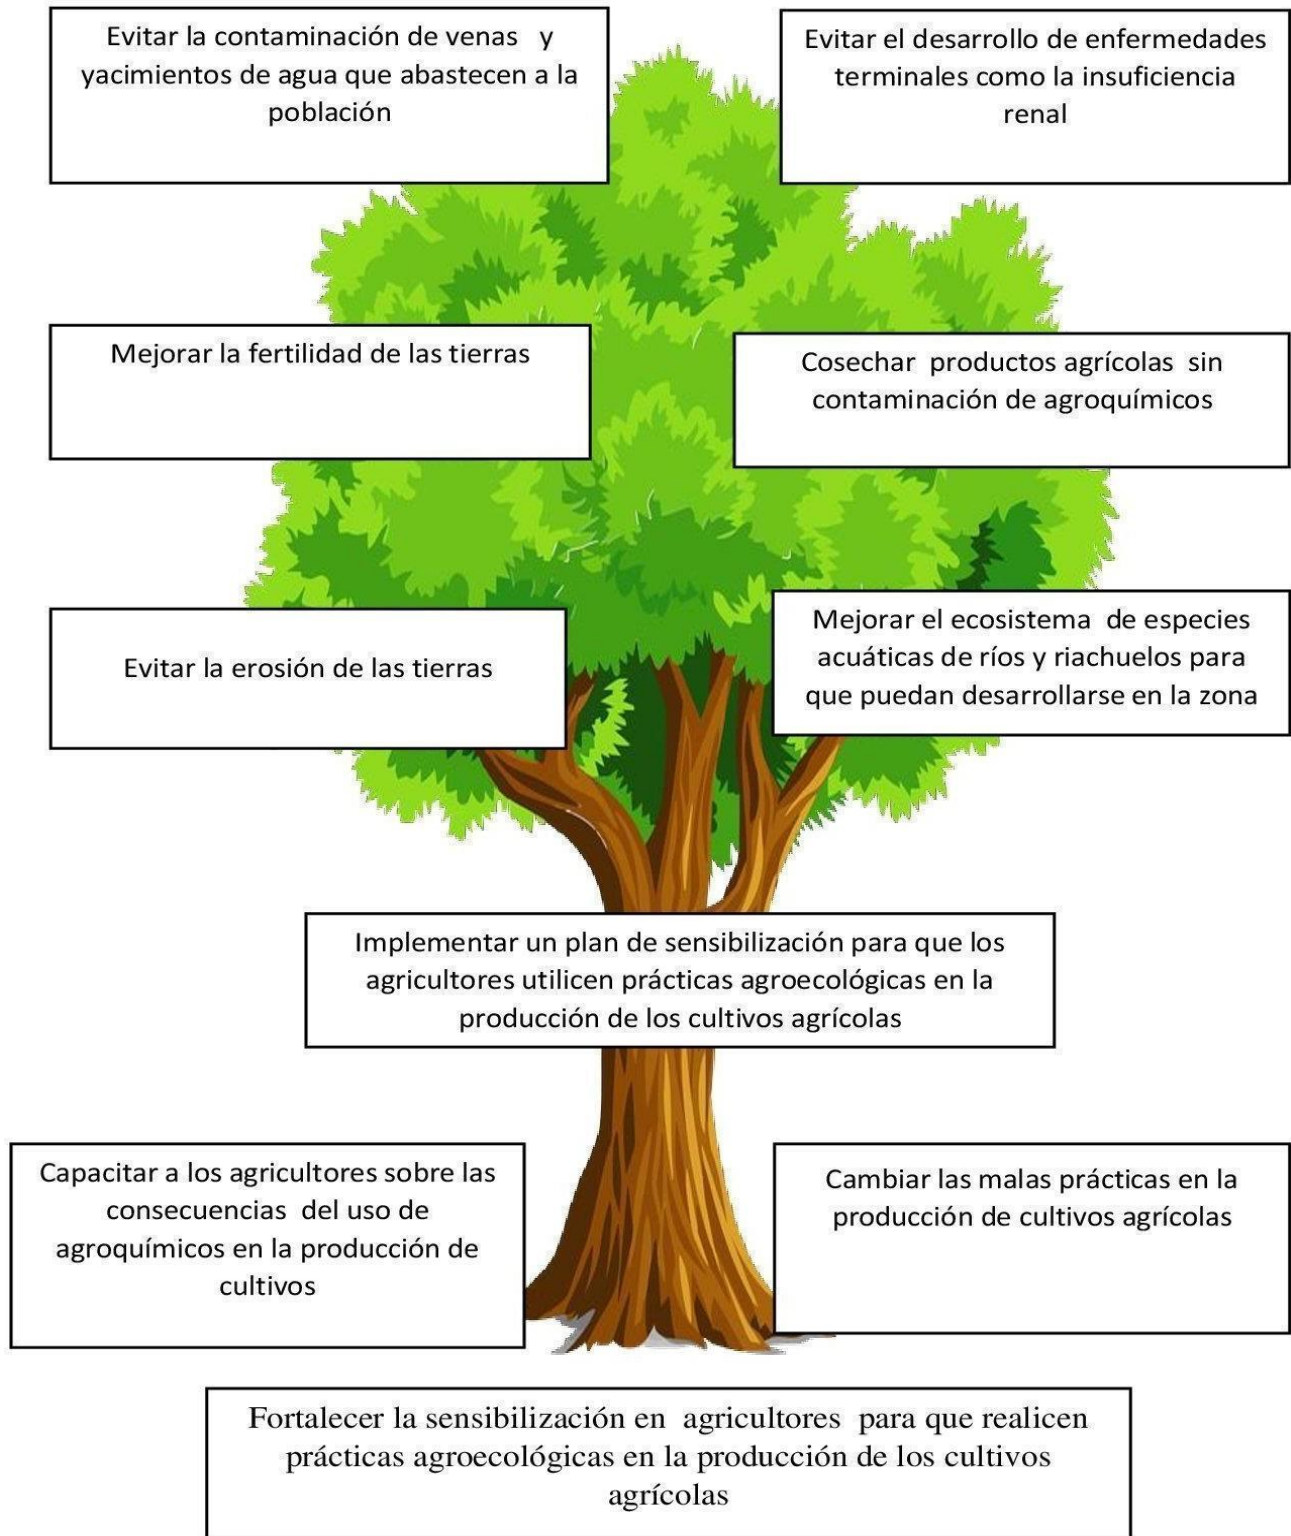 Evitar la contaminación de venas y
yacimientos de agua que abastecen a la
población
Evitar el desarrollo de enfermedades
terminales como la insuficiencia
renal
Mejorar la fertilidad de las tierras
Cosechar productos agrícolas sin
contaminación de agroquímicos
Evitar la erosión de las tierras
Mejorar el ecosistema de especies
acuáticas de ríos y riachuelos para
que puedan desarrollarse en la zona
Implementar un plan de sensibilización para que los
agricultores utilicen prácticas agroecológicas en la
producción de los cultivos agrícolas
Capacitar a los agricultores sobre las
consecuencias del uso de
agroquímicos en la producción de
cultivos
Cambiar las malas prácticas en la
producción de cultivos agrícolas
Fortalecer la sensibilización en agricultores para que realicen
prácticas agroecológicas en la producción de los cultivos
agrícolas